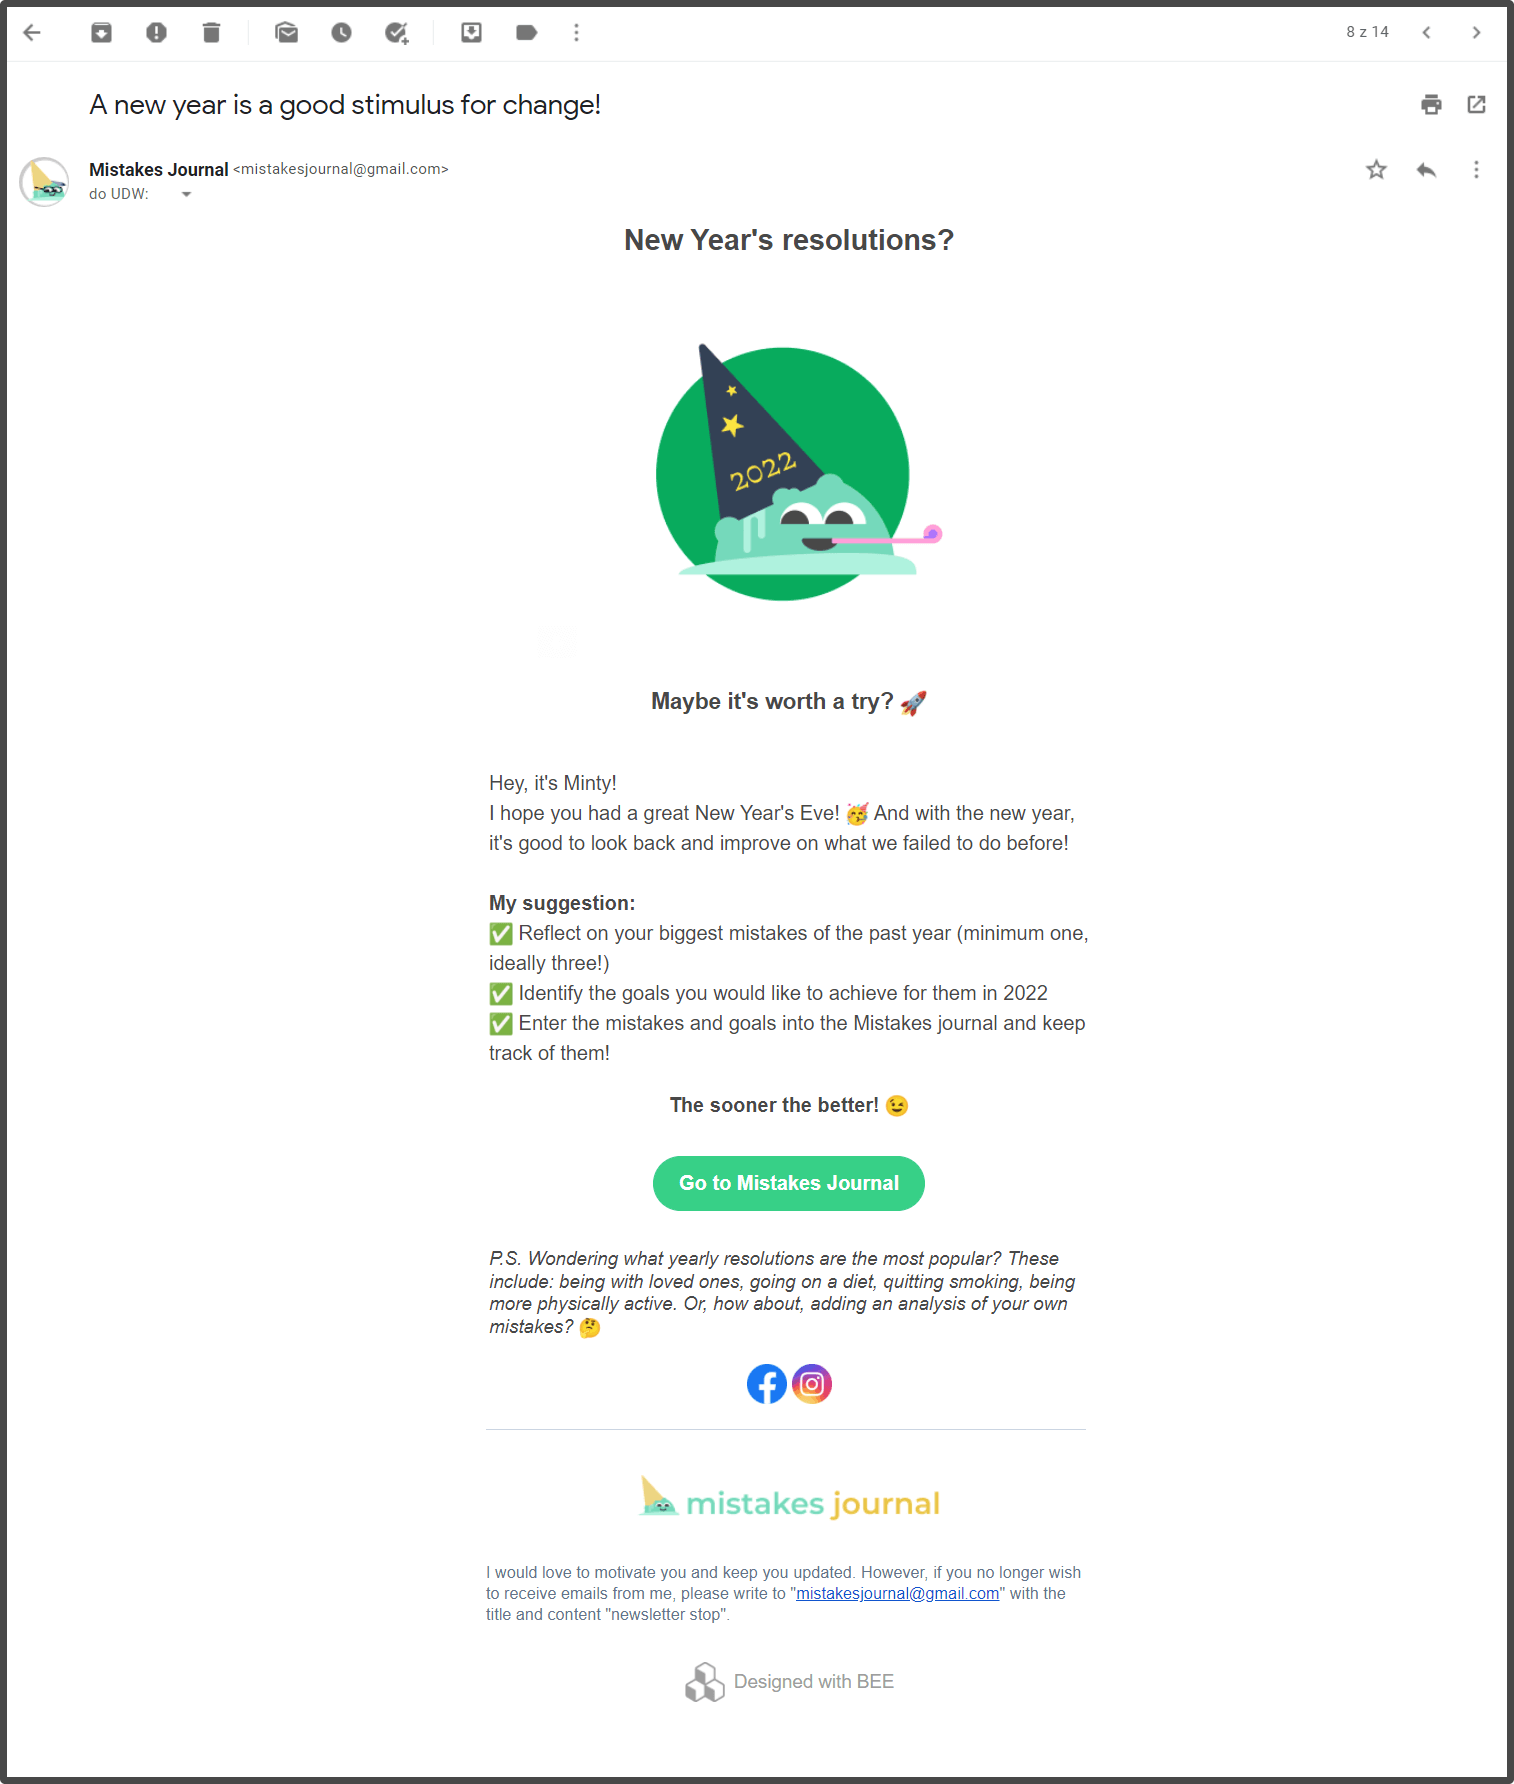 8 z 14
A new year is a good stimulus for change!
Mistakes Journal <mistakesjournal@gmail.com>
do UDW:
New Year's resolutions?
2022
Maybe it's worth a try? 🚀
Hey, it's Minty!
I hope you had a great New Year's Eve! 🥳 And with the new year,
it's good to look back and improve on what we failed to do before!
My suggestion:
✅ Reflect on your biggest mistakes of the past year (minimum one,
ideally three!)
✅ Identify the goals you would like to achieve for them in 2022
✅ Enter the mistakes and goals into the Mistakes journal and keep
track of them!
The sooner the better! 😉
Go to Mistakes Journal
P.S. Wondering what yearly resolutions are the most popular? These
include: being with loved ones, going on a diet, quitting smoking, being
more physically active. Or, how about, adding an analysis of your own
mistakes? 🤔
mistakes journal
I would love to motivate you and keep you updated. However, if you no longer wish
to receive emails from me, please write to "mistakesjournal@gmail.com" with the
title and content "newsletter stop".
Designed with BEE